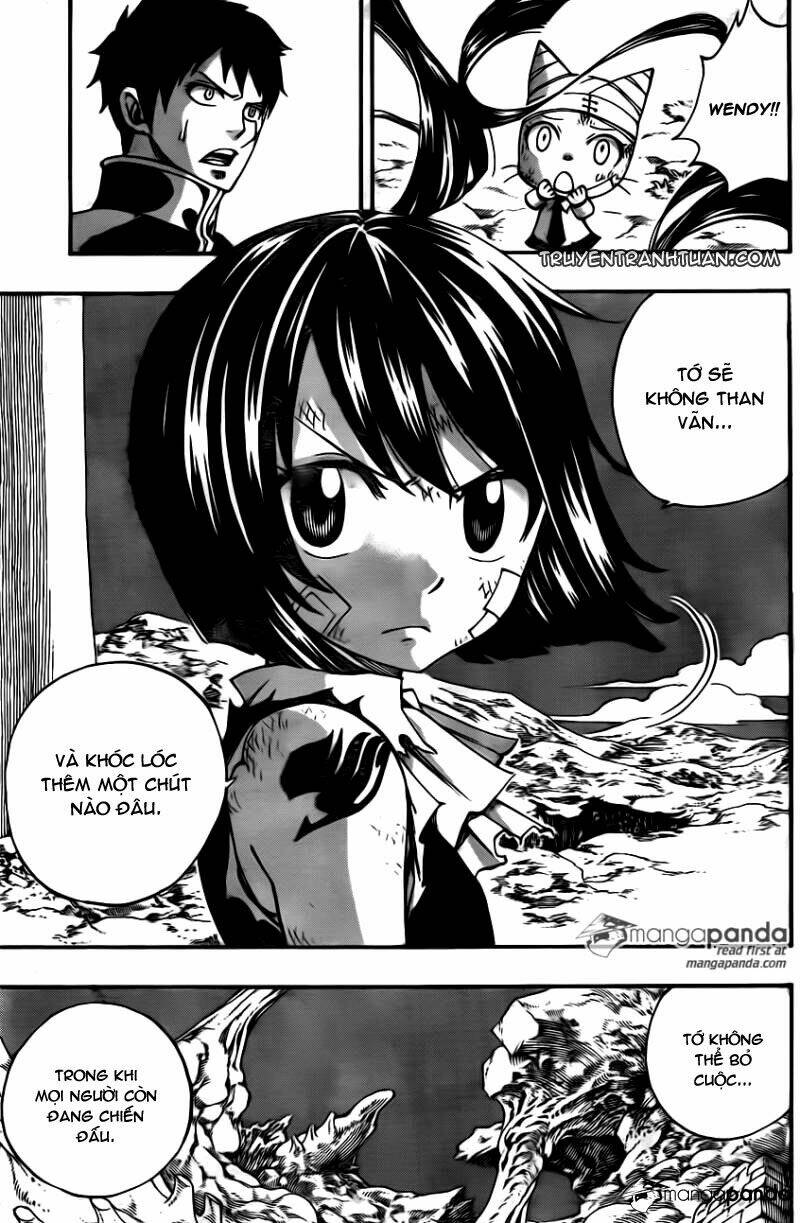 WENDY!!
TRUYENTRANHTUAN.COM
TỚ SẼ
KHÔNG THAN
VÃN...
VÀ KHÓC LÓC
THÊM MỘT CHÚT
NÀO ĐÂU.
mangapanda
read first at
mangapanda.com
TỚ KHÔNG
THỂ BỎ
CUỘC...
TRONG KHI
MỌI NGƯỜI CÒN
ĐANG CHIẾN
ĐẤU.
mangapanda